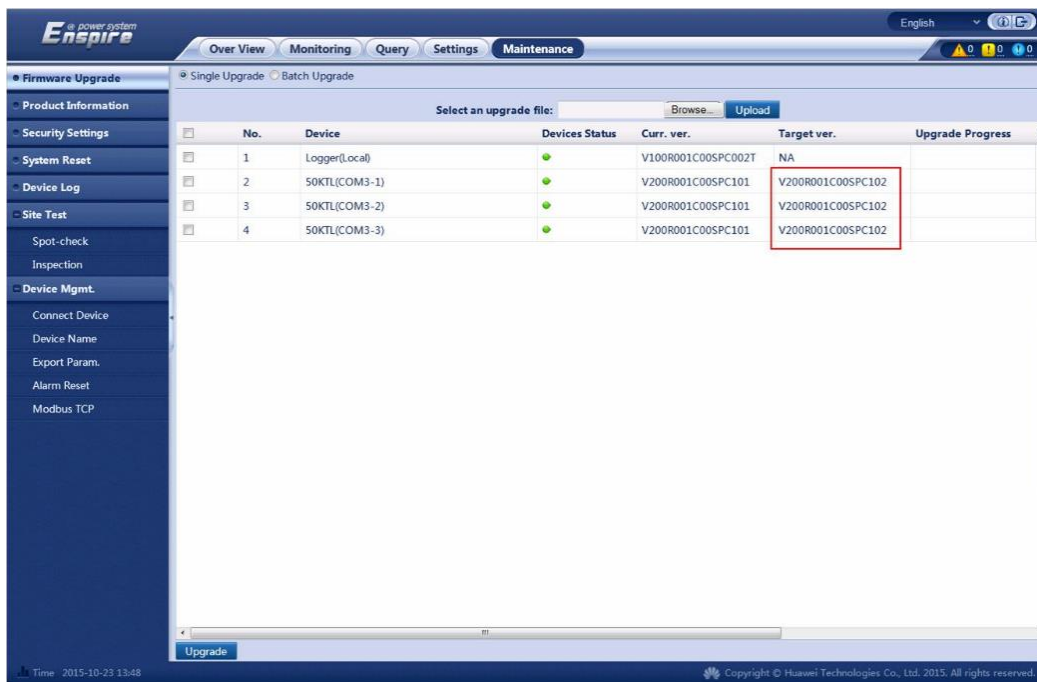 @ power system
Enspire
English
Over View Monitoring Query Settings Maintenance
0 0 0
Firmware Upgrade
Product Information
Security Settings
System Reset
Device Log
Site Test
Spot-check
Inspection
Device Mgmt.
Connect Device
Device Name
Export Param.
Alarm Reset
Modbus TCP
Single Upgrade Batch Upgrade
Select an upgrade file: Browse... Upload
No. Device Devices Status Curr. ver. Target ver. Upgrade Progress
1 Logger(Local) V100R001C00SPC002T NA
2 50KTL(COM3-1) V200R001C00SPC101 V200R001C00SPC102
3 50KTL(COM3-2) V200R001C00SPC101 V200R001C00SPC102
4 50KTL(COM3-3) V200R001C00SPC101 V200R001C00SPC102
Upgrade
Time 2015-10-23 13:48
Copyright © Huawei Technologies Co., Ltd. 2015. All rights reserved.